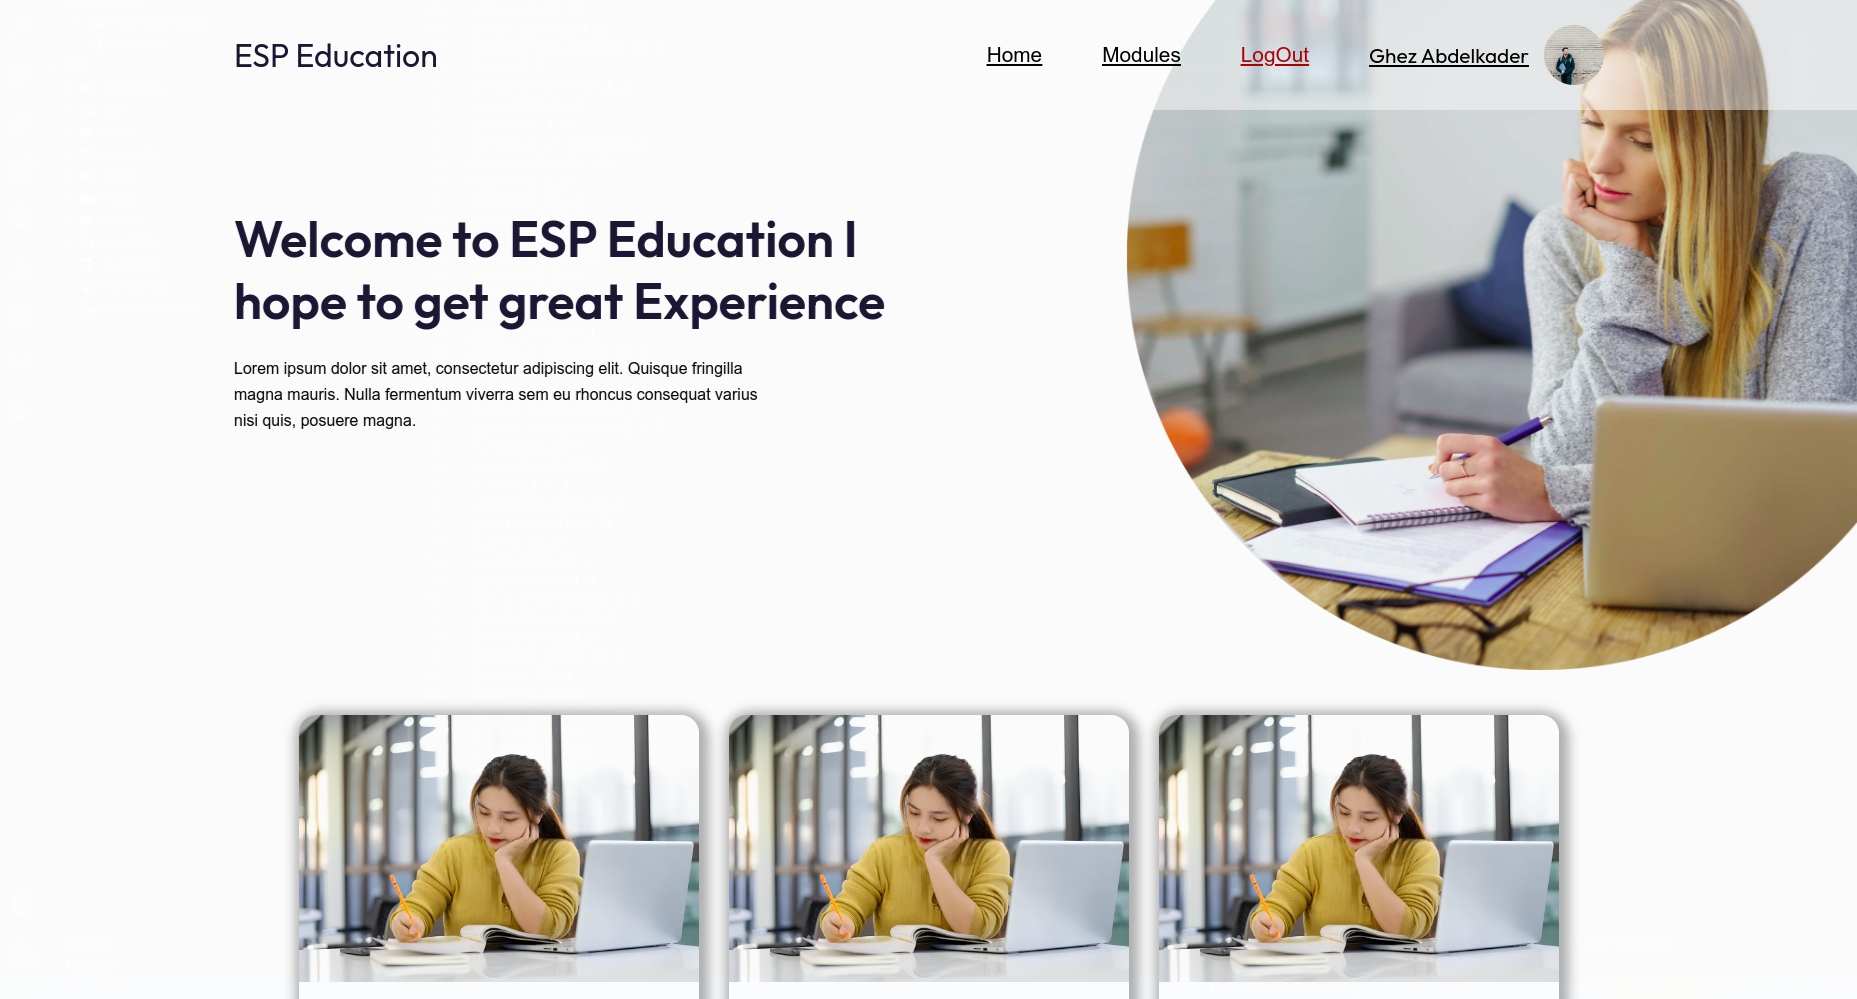 ESP Education
Home Modules LogOut Ghez Abdelkader
Welcome to ESP Education I
hope to get great Experience
Lorem ipsum dolor sit amet, consectetur adipiscing elit. Quisque fringilla
magna mauris. Nulla fermentum viverra sem eu rhoncus consequat varius
nisi quis, posuere magna.